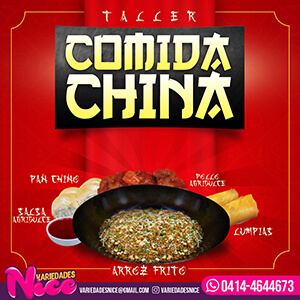 TALLER
COMIDA
CHINA
PAN CHINO
POLLO
AGRIDULCE
SALSA
AGRIDULCE
LUMPIAS
ARROZ FRITO
VARIEDADES
Nice
VARIEDADESNICE@GMAIL.COM
VARIEDADESNICE
0414-4644673